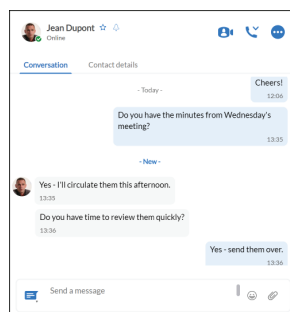 Jean Dupont
Online
Conversation
Contact details
- Today -
Cheers!
12:06
Do you have the minutes from Wednesday's
meeting?
13:35
- New -
Yes - I'll circulate them this afternoon.
13:35
Do you have time to review them quickly?
13:36
Yes - send them over.
13:36
Send a message